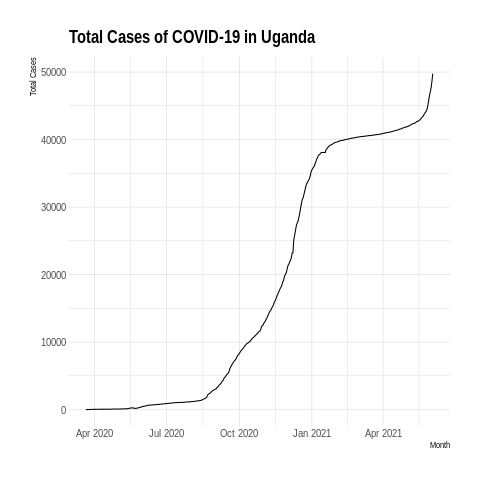 Total Cases of COVID-19 in Uganda
Total Cases
50000
40000
30000
20000
10000
0
Apr 2020 Jul 2020 Oct 2020 Jan 2021 Apr 2021
Month